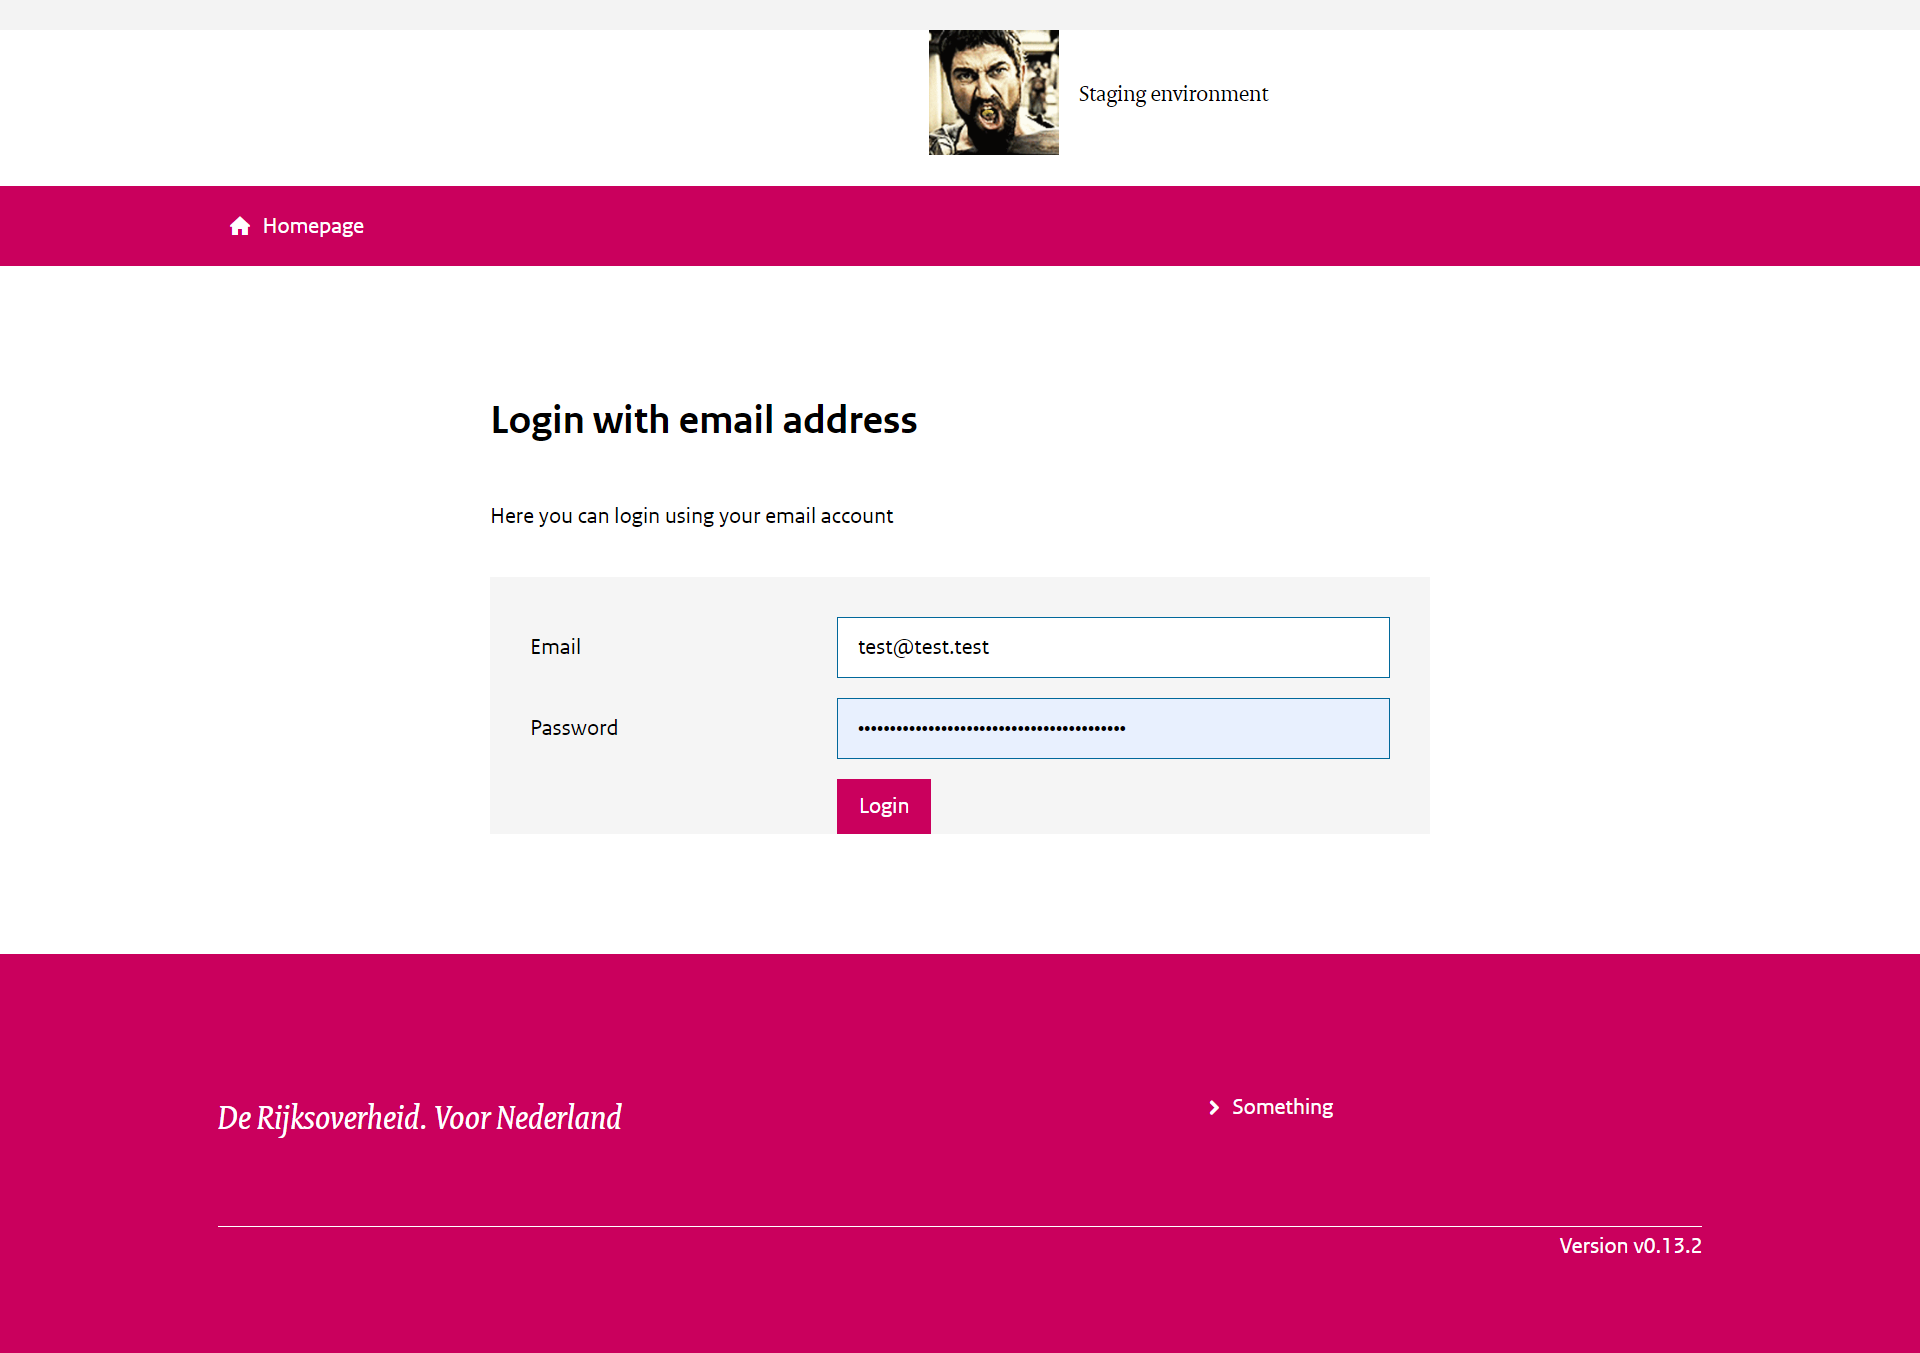 Staging environment
Homepage
Login with email address
Here you can login using your email account
Email
test@test.test
Password
Login
De Rijksoverheid. Voor Nederland
Something
Version v0.13.2